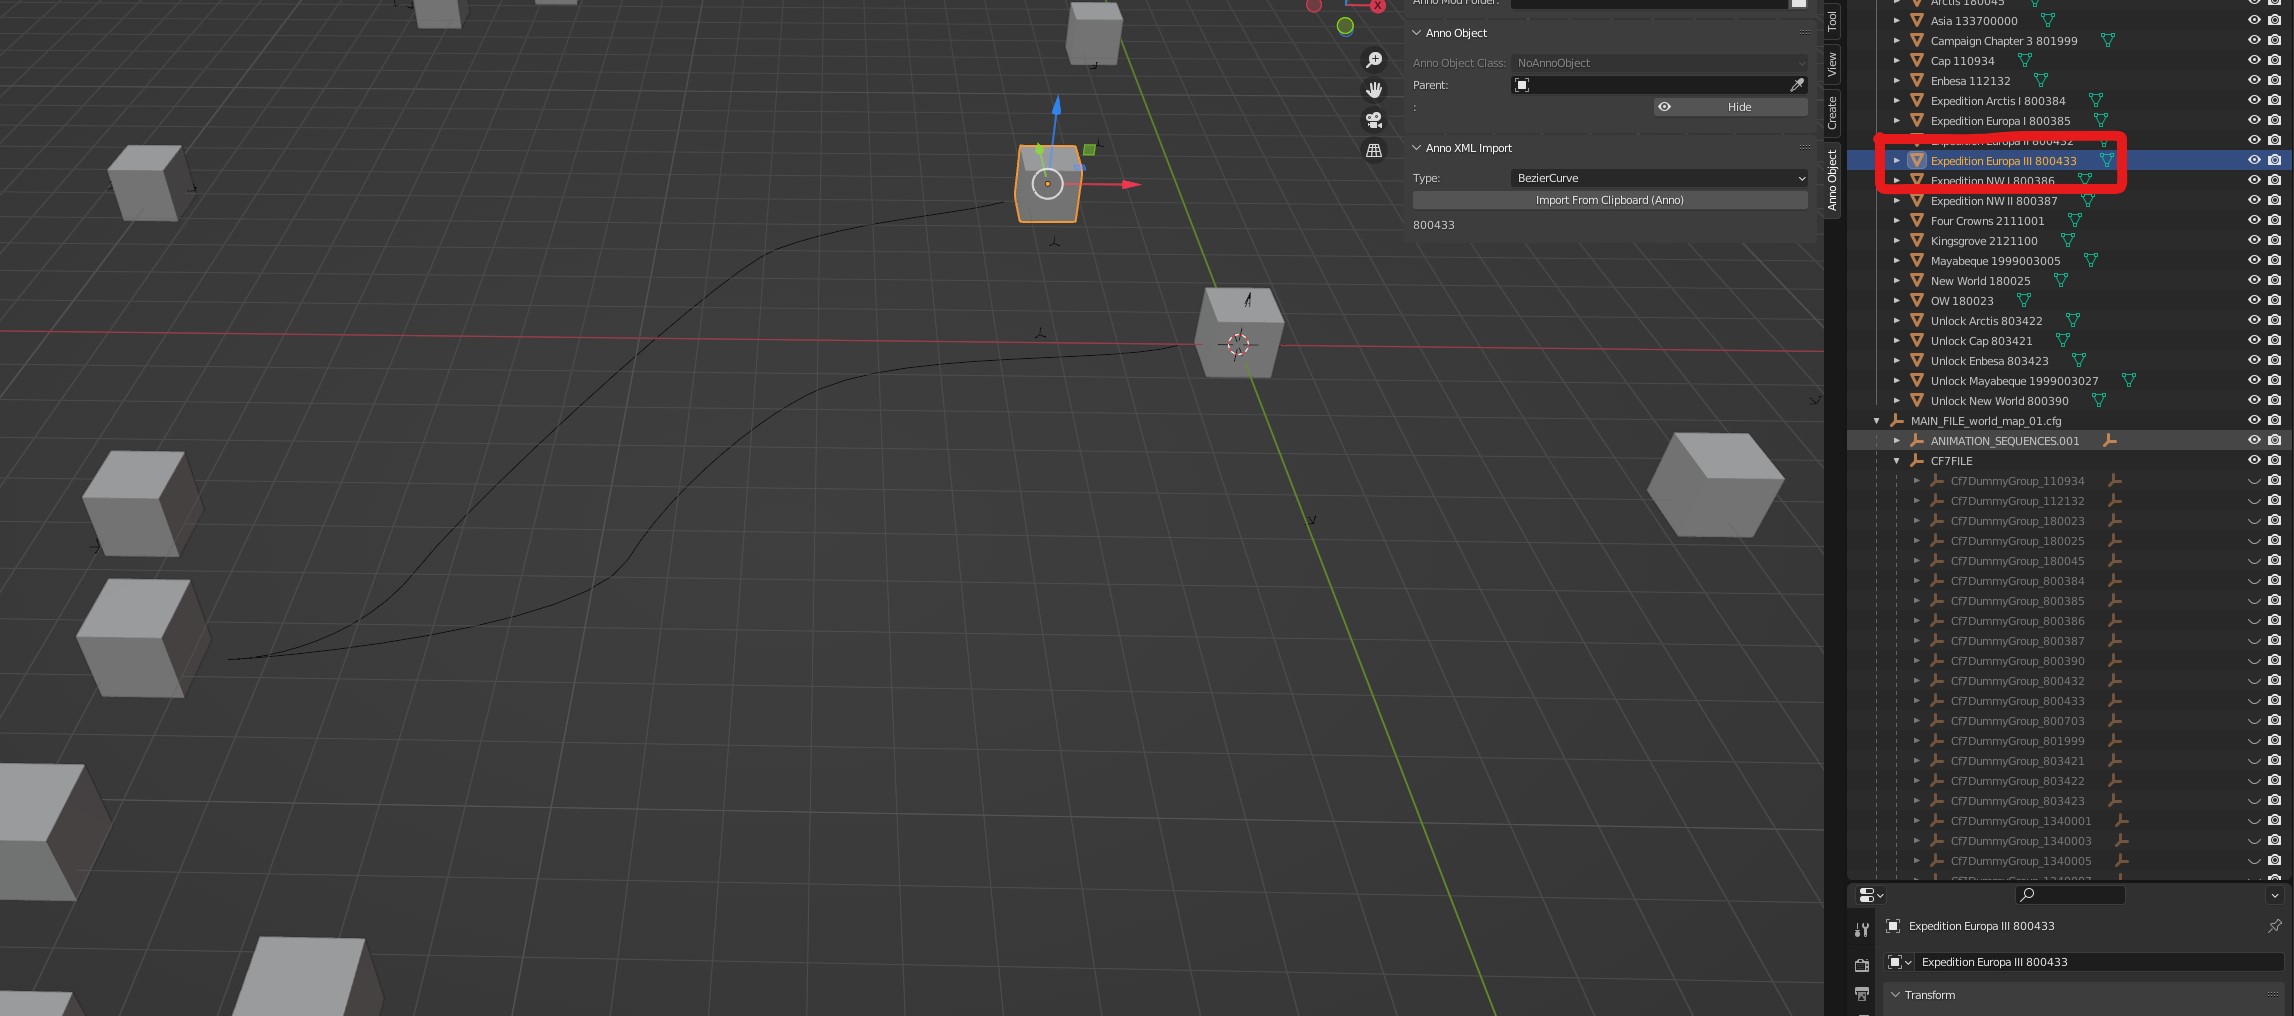 Anno Mod Folder:
Anno Object
Anno Object Class: NoAnnoObject
Parent:
: Hide
Anno XML Import
Type: BezierCurve
Import From Clipboard (Anno)
800433
X
Tool
View
Create
Anno Object
Arctis 180045
Asia 133700000
Campaign Chapter 3 801999
Cap 110934
Enbesa 112132
Expedition Arctis I 800384
Expedition Europa I 800385
Expedition Europa II 800432
Expedition Europa III 800433
Expedition NW I 800386
Expedition NW II 800387
Four Crowns 2111001
Kingsgrove 2121100
Mayabeque 1999003005
New World 180025
OW 180023
Unlock Arctis 803422
Unlock Cap 803421
Unlock Enbesa 803423
Unlock Mayabeque 1999003027
Unlock New World 800390
MAIN_FILE_world_map_01.cfg
ANIMATION_SEQUENCES.001
CF7FILE
Cf7DummyGroup_110934
Cf7DummyGroup_112132
Cf7DummyGroup_180023
Cf7DummyGroup_180025
Cf7DummyGroup_180045
Cf7DummyGroup_800384
Cf7DummyGroup_800385
Cf7DummyGroup_800386
Cf7DummyGroup_800387
Cf7DummyGroup_800390
Cf7DummyGroup_800432
Cf7DummyGroup_800433
Cf7DummyGroup_800703
Cf7DummyGroup_801999
Cf7DummyGroup_803421
Cf7DummyGroup_803422
Cf7DummyGroup_803423
Cf7DummyGroup_1340001
Cf7DummyGroup_1340003
Cf7DummyGroup_1340005
Expedition Europa III 800433
Expedition Europa III 800433
Transform